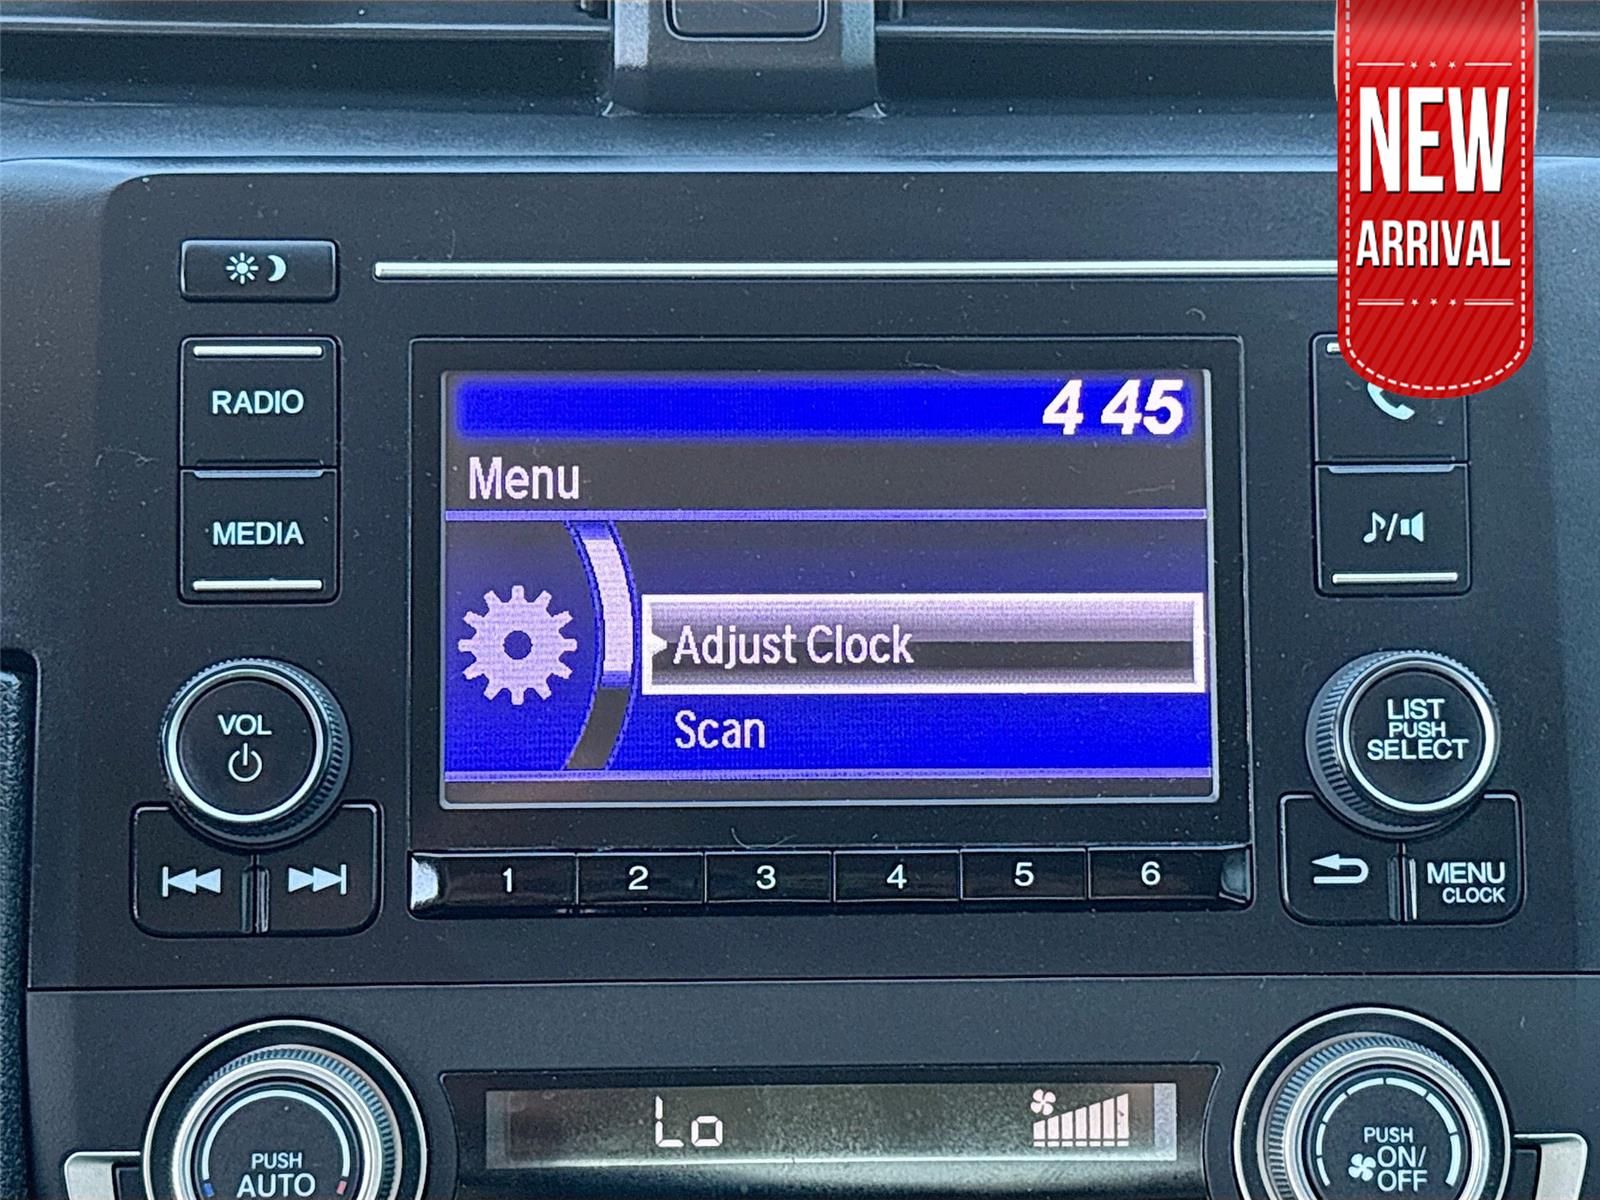 NEW
ARRIVAL
RADIO
MEDIA
4 45
Menu
Adjust Clock
Scan
VOL
LIST
PUSH
SELECT
1 2 3 4 5 6
MENU
CLOCK
Lo
PUSH
AUTO
PUSH
ON/
OFF